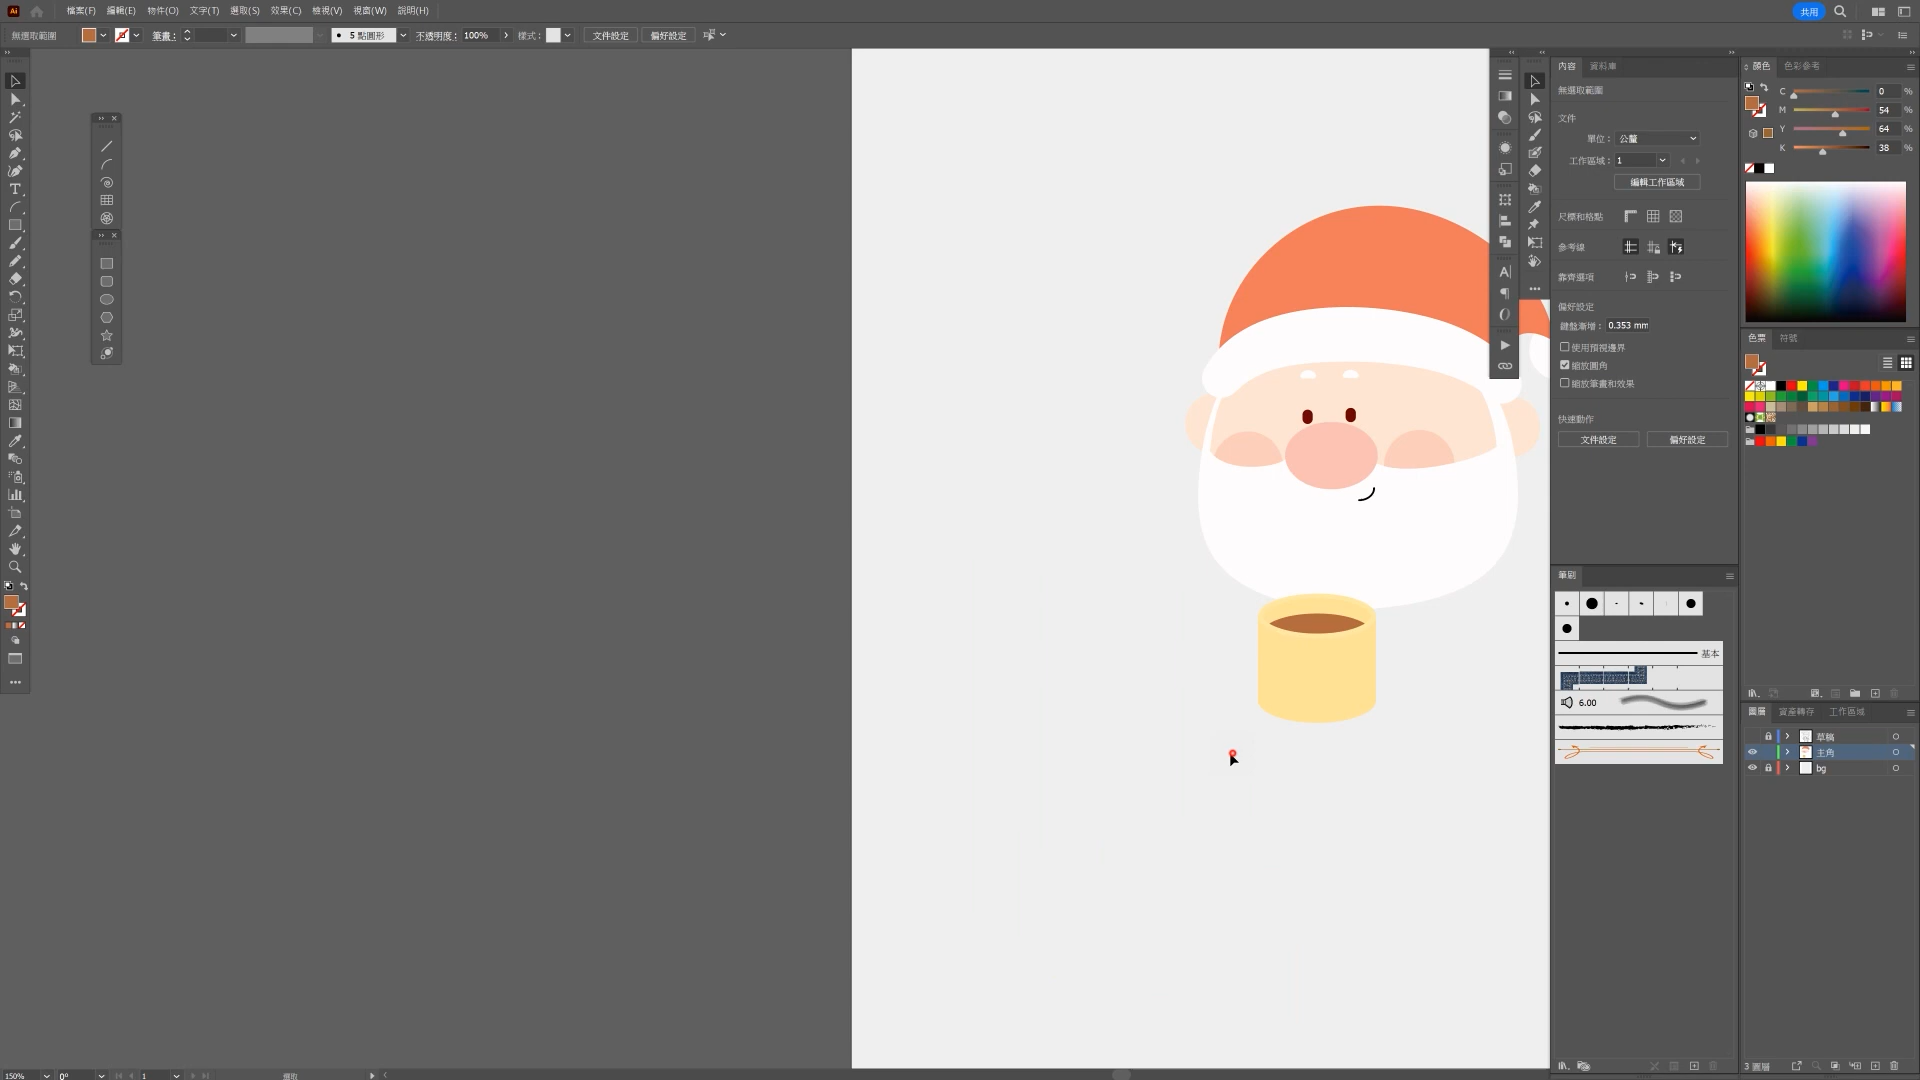 Ai 檔案(F) 編輯(E) 物件(O) 文字(T) 選取(S) 效果(C) 檢視(V) 視窗(W) 說明(H) 共用
無選取範圍 筆畫： 5 點圓形 不透明度： 100% 樣式： 文件設定 偏好設定
內容 資料庫
無選取範圍
文件
單位： 公釐
工作區域： 1
編輯工作區域
尺標和格點
參考線
靠齊選項
偏好設定
鍵盤漸增： 0.353 mm
使用預視邊界
縮放圓角
縮放筆畫和效果
快速動作
文件設定 偏好設定
筆刷
基本
6.00
顏色 色彩參考
C 0 %
M 54 %
Y 64 %
K 38 %
色票 符號
圖層 資產轉存 工作區域
草稿
主角
bg
3 圖層
150% 0° 1 選取